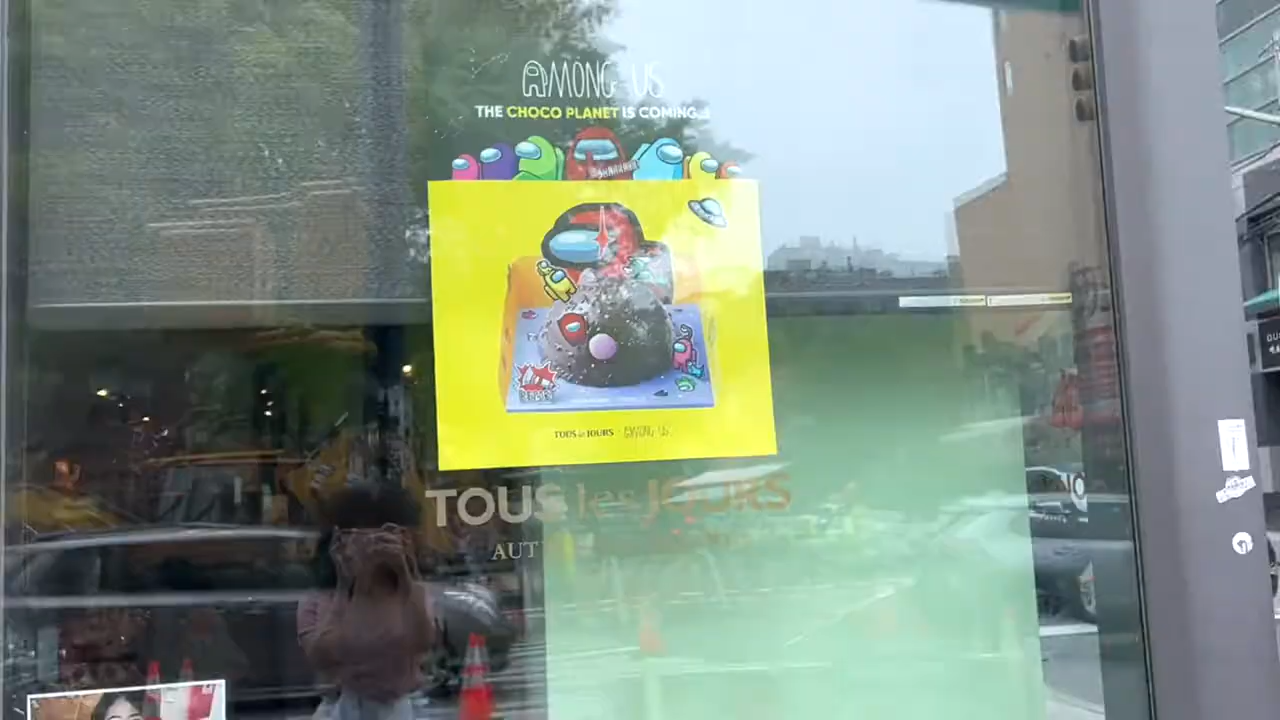 AMONG US
THE CHOCO PLANET IS COMING
TOUS les JOURS AMONG US
TOUS les JOURS
AUT